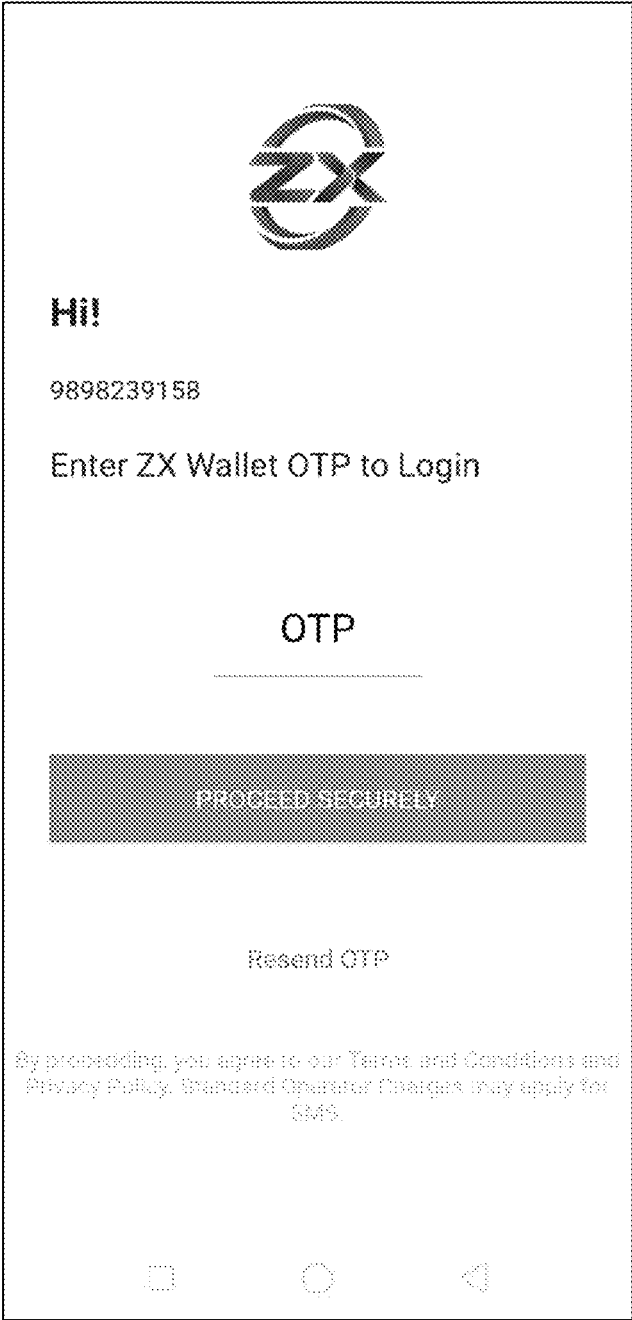 ZX
Hi!
9898239158
Enter ZX Wallet OTP to Login
OTP
PROCEED SECURELY
Resend OTP
By procedding, you agree to our Terms and Conditions and
Privacy Policy. Standard Operator Charges may apply for
SMS.